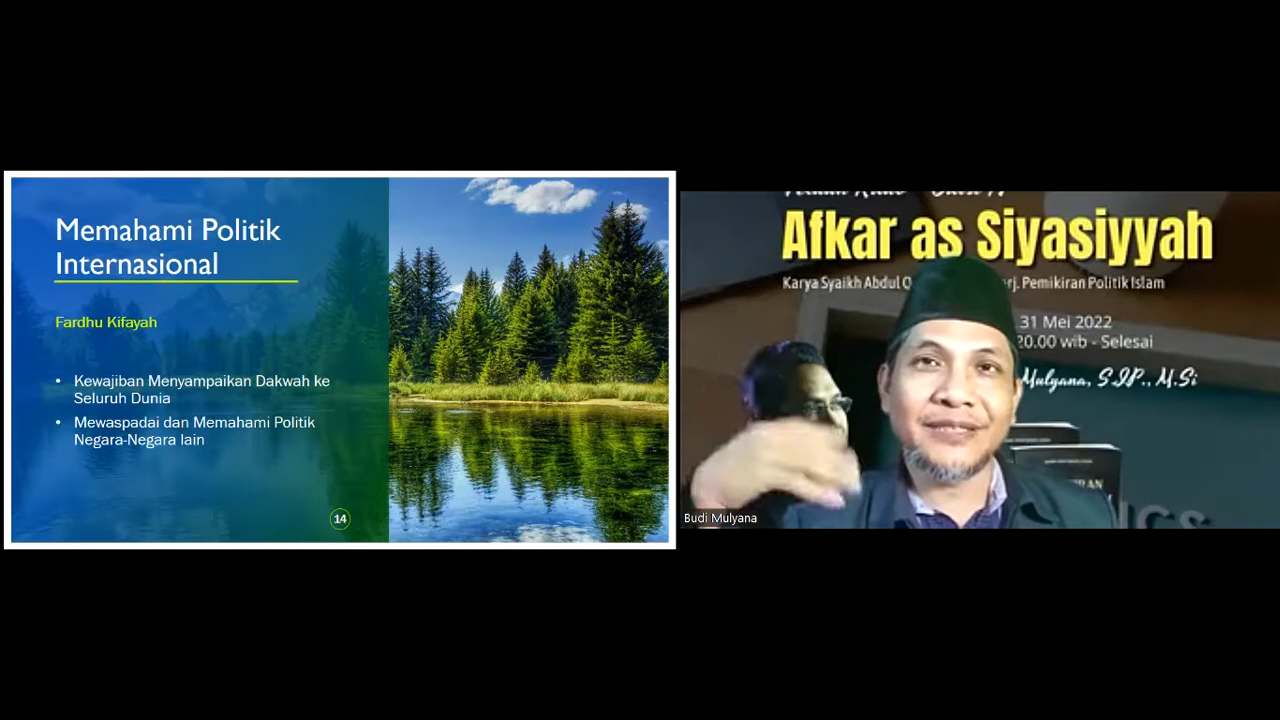 Memahami Politik
Internasional
Fardhu Kifayah
• Kewajiban Menyampaikan Dakwah ke
Seluruh Dunia
• Mewaspadai dan Memahami Politik
Negara-Negara lain
14
Afkar as Siyasiyyah
Karya Syaikh Abdul rj. Pemikiran Politik Islam
31 Mei 2022
20.00 wib - Selesai
Mulyana, S.IP., M.Si
Budi Mulyana